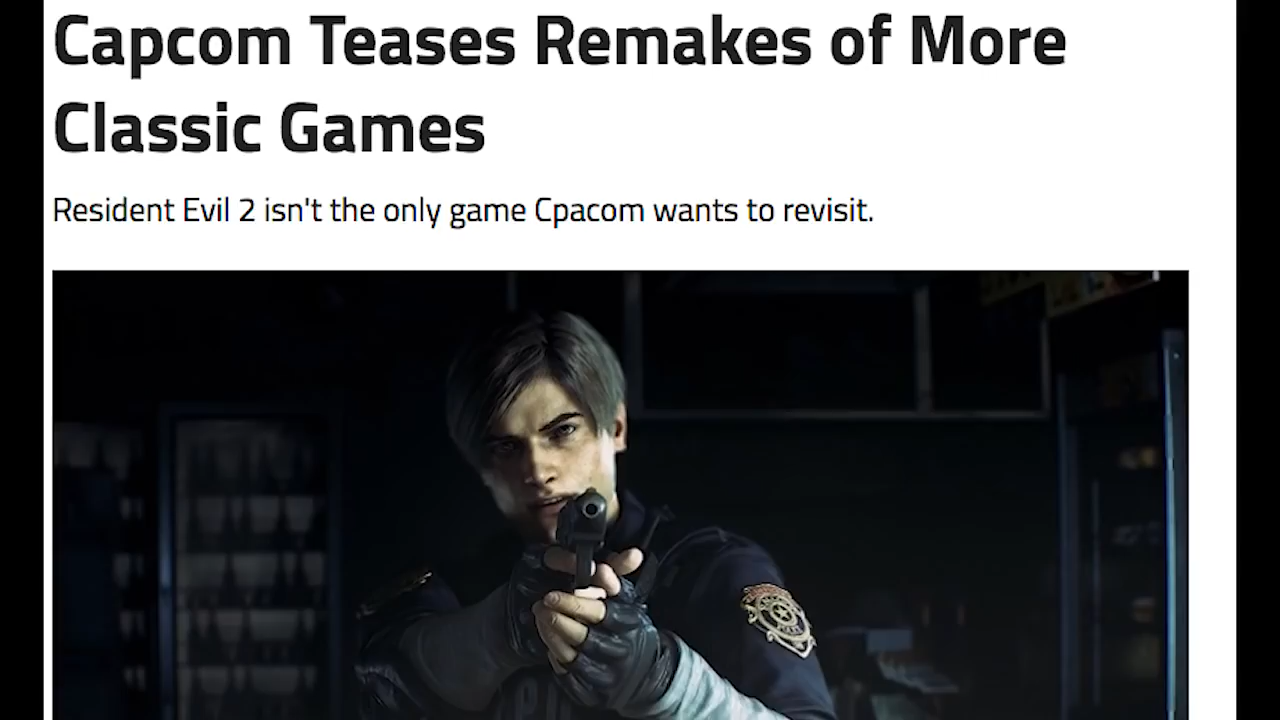 Capcom Teases Remakes of More
Classic Games
Resident Evil 2 isn't the only game Cpacom wants to revisit.